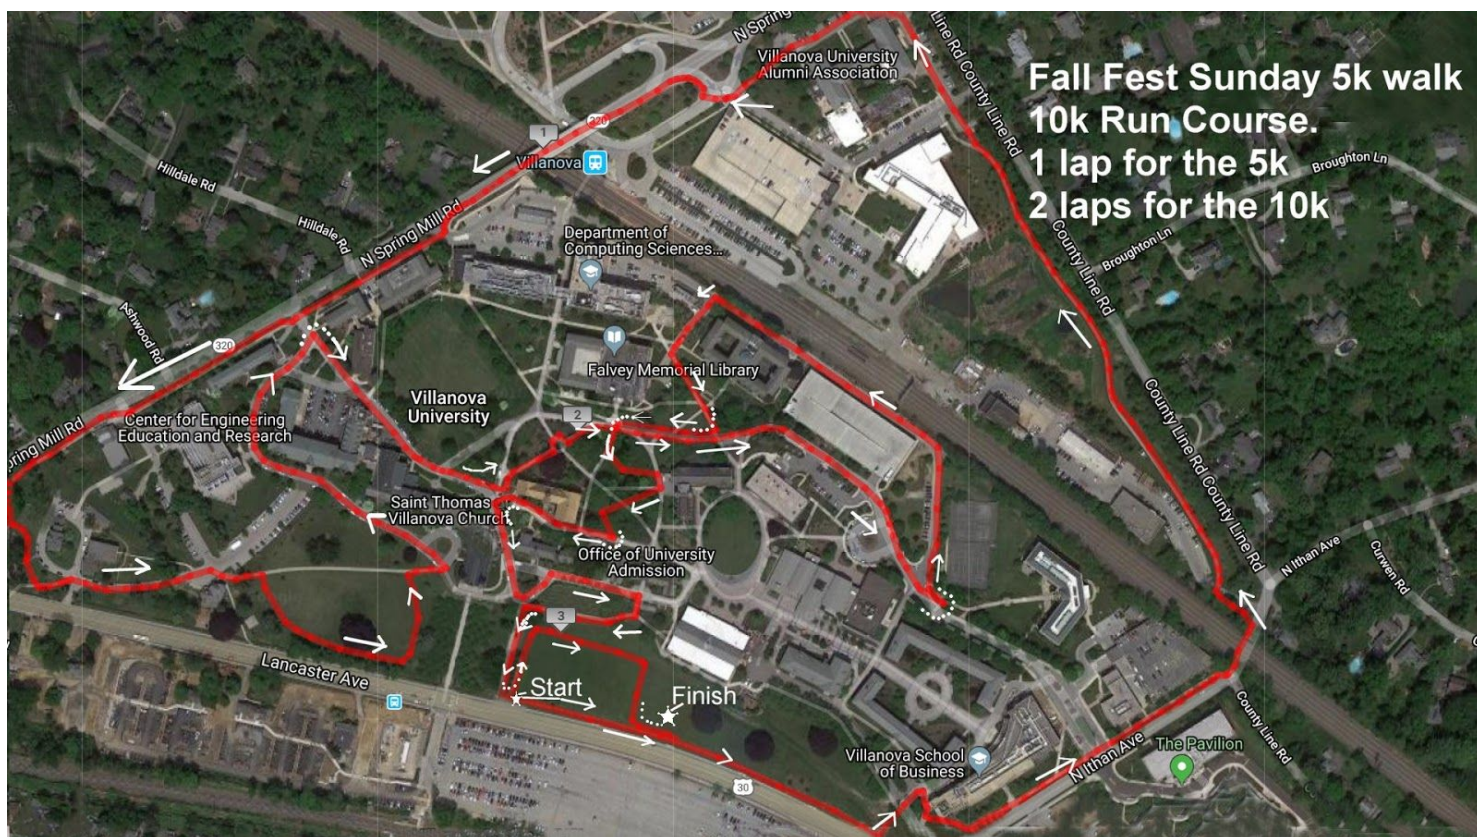 Fall Fest Sunday 5k walk
10k Run Course.
1 lap for the 5k
2 laps for the 10k
N Spring
Line Rd County Line Rd
Villanova University
Alumni Association
320
1
Villanova
Broughton Ln
Hilldale Rd
Hilldale Rd
N Spring Mill Rd
Department of
Computing Sciences...
Broughton Ln
County Line Rd
Ashwood Rd
320
Falvey Memorial Library
Villanova
University
2
County Line Rd County Line Rd
Center for Engineering
Education and Research
pring Mill Rd
Saint Thomas
Villanova Church
Office of University
Admission
N Ithan Ave
Curwen Rd
3
Lancaster Ave
Start
Finish
County Line Rd
Villanova School
of Business
N Ithan Ave
The Pavilion
30